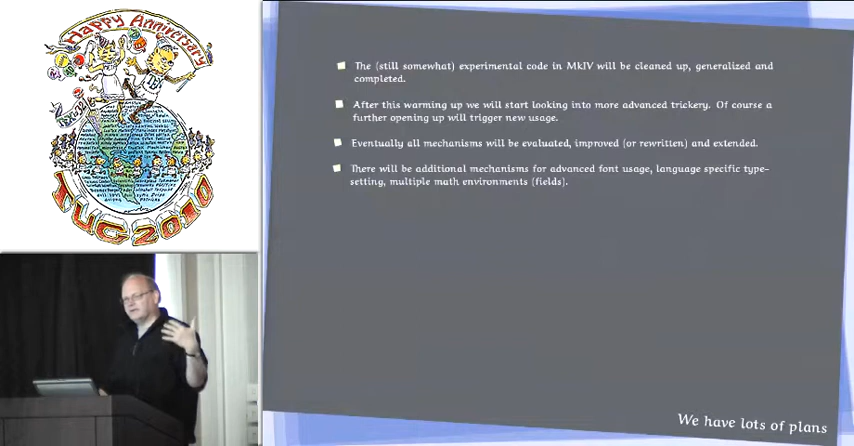 Happy Anniversary
TUG 2010
The (still somewhat) experimental code in MkIV will be cleaned up, generalized and
completed.
After this warming up we will start looking into more advanced trickery. Of course a
further opening up will trigger new usage.
Eventually all mechanisms will be evaluated, improved (or rewritten) and extended.
There will be additional mechanisms for advanced font usage, language specific type-
setting, multiple math environments (fields).
We have lots of plans